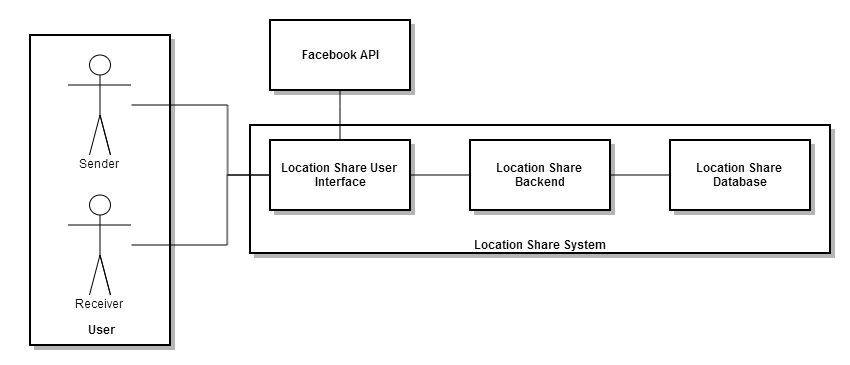 Facebook API
Sender
Receiver
User
Location Share User
Interface
Location Share
Backend
Location Share
Database
Location Share System